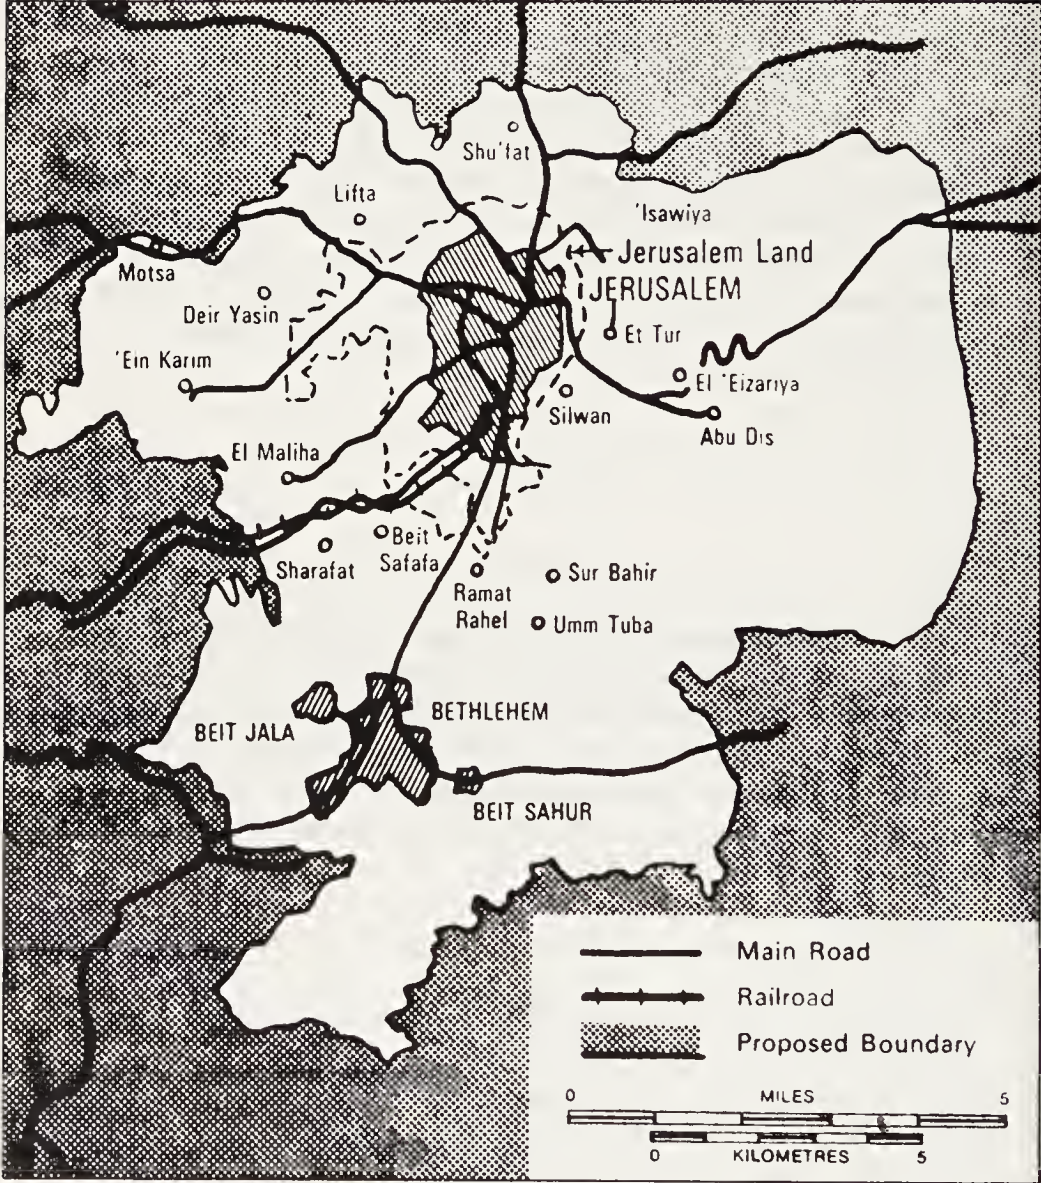 Shu'fat
Lifta
'Isawiya
Jerusalem Land
Motsa
JERUSALEM
Deir Yasin
Et Tur
'Ein Karim
El 'Eizariya
Silwan
Abu Dis
El Maliha
Beit
Safafa
Sharafat
Ramat
Rahel
Sur Bahir
Umm Tuba
BETHLEHEM
BEIT JALA
BEIT SAHUR
Main Road
Railroad
Proposed Boundary
0 MILES 5
0 KILOMETRES 5